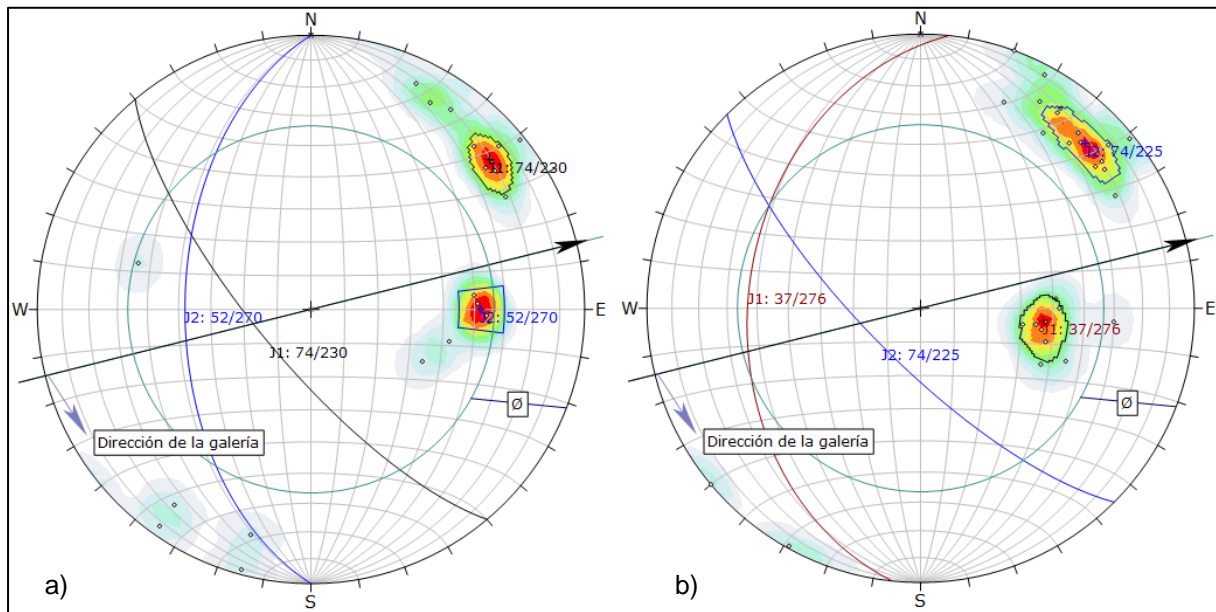 N
J1: 74/230
W
E
J2: 52/270
J2: 52/270
J1: 74/230
Ø
Dirección de la galería
S
a)
N
J2: 74/225
W
E
J1: 37/276
J1: 37/276
J2: 74/225
Ø
Dirección de la galería
S
b)